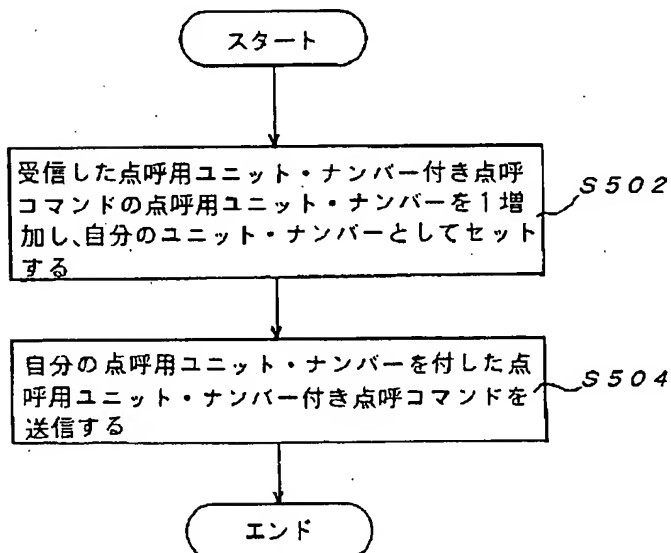 スタート
受信した点呼用ユニット・ナンバー付き点呼
コマンドの点呼用ユニット・ナンバーを1増
加し、自分のユニット・ナンバーとしてセット
する
S502
自分の点呼用ユニット・ナンバーを付した点
呼用ユニット・ナンバー付き点呼コマンドを
送信する
S504
エンド